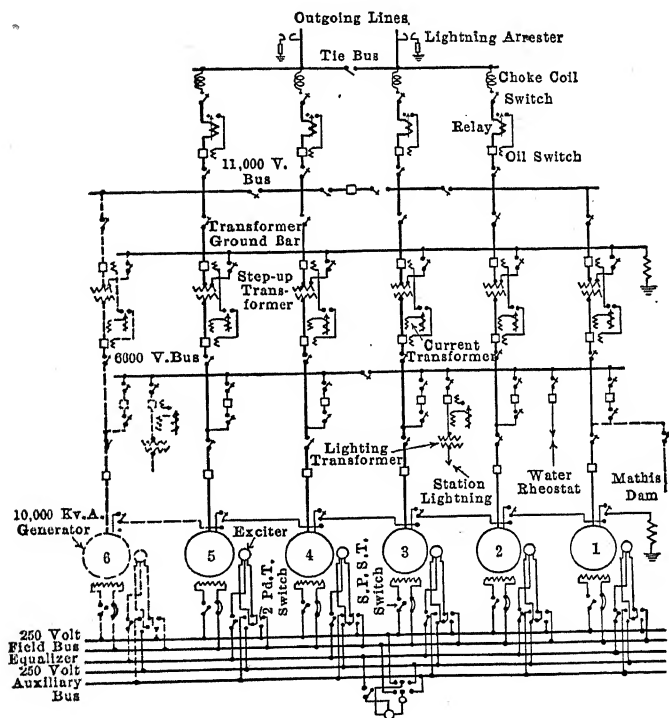 Outgoing Lines
Lightning Arrester
Tie Bus
Choke Coil
Switch
Relay
Oil Switch
11,000 V.
Bus
Transformer
Ground Bar
Step-up
Trans-
former
Current
Transformer
6000 V. Bus
Lighting
Transformer
Station
Lightning
Water
Rheostat
Mathis
Dam
10,000 Kv.A.
Generator
Exciter
6
5
4
3
2
1
2 Pd.T.
Switch
S.P.S.T.
Switch
250 Volt
Field Bus
Equalizer
250 Volt
Auxiliary
Bus